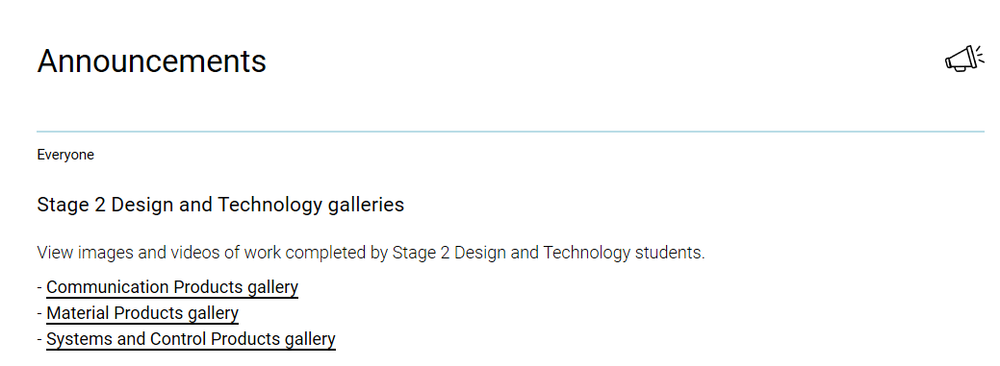 Announcements
Everyone
Stage 2 Design and Technology galleries
View images and videos of work completed by Stage 2 Design and Technology students.
- Communication Products gallery
- Material Products gallery
- Systems and Control Products gallery